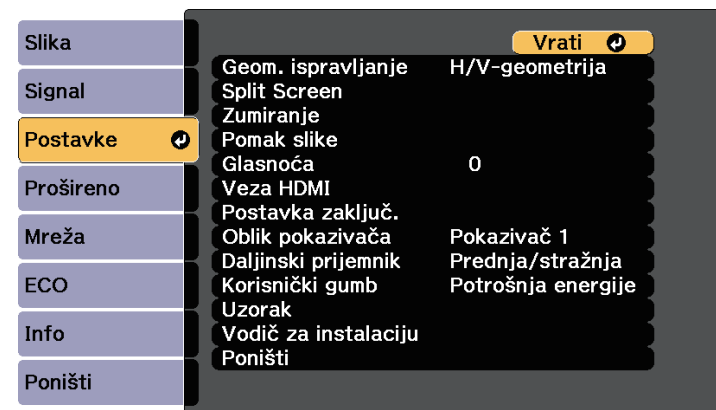 Slika
Signal
Postavke
Prošireno
Mreža
ECO
Info
Poništi
Vrati
Geom. ispravljanje H/V-geometrija
Split Screen
Zumiranje
Pomak slike
Glasnoća 0
Veza HDMI
Postavka zaključ.
Oblik pokazivača Pokazivač 1
Daljinski prijemnik Prednja/stražnja
Korisnički gumb Potrošnja energije
Uzorak
Vodič za instalaciju
Poništi